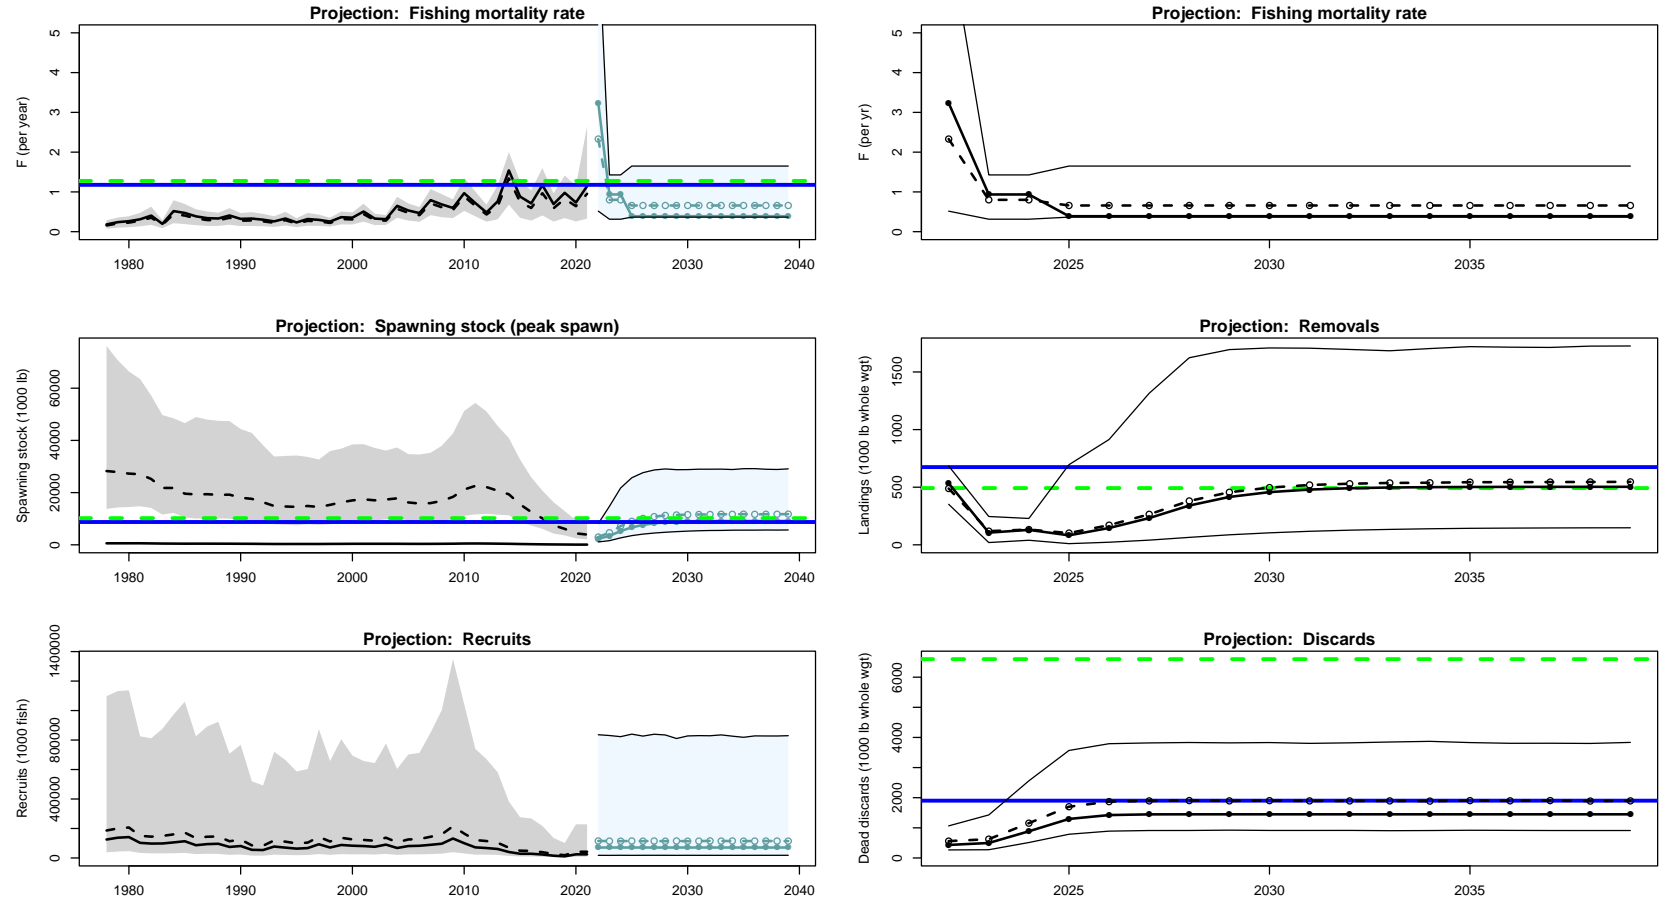 Projection: Fishing mortality rate
F (per year)
0 1 2 3 4 5
1980 1990 2000 2010 2020 2030 2040
Projection: Fishing mortality rate
F (per yr)
0 1 2 3 4 5
2025 2030 2035
Projection: Spawning stock (peak spawn)
Spawning stock (1000 lb)
0 20000 40000 60000
1980 1990 2000 2010 2020 2030 2040
Projection: Removals
Landings (1000 lb whole wgt)
0 500 1000 1500
2025 2030 2035
Projection: Recruits
Recruits (1000 fish)
0 400000 800000 1400000
1980 1990 2000 2010 2020 2030 2040
Projection: Discards
Dead discards (1000 lb whole wgt)
0 2000 4000 6000
2025 2030 2035